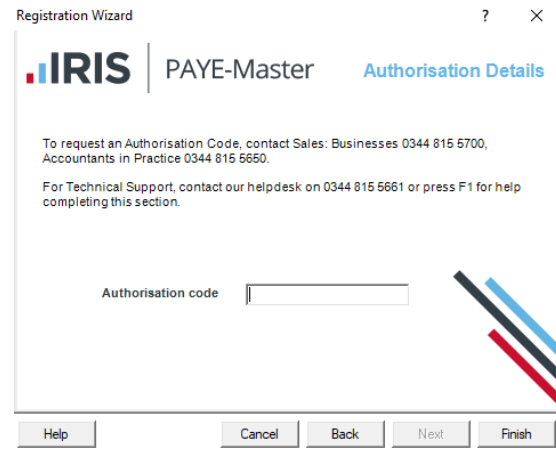 Registration Wizard
?
IRIS
PAYE-Master
Authorisation Details
To request an Authorisation Code, contact Sales: Businesses 0344 815 5700,
Accountants in Practice 0344 815 5650.
For Technical Support, contact our helpdesk on 0344 815 5661 or press F1 for help
completing this section.
Authorisation code
Help
Cancel
Back
Next
Finish